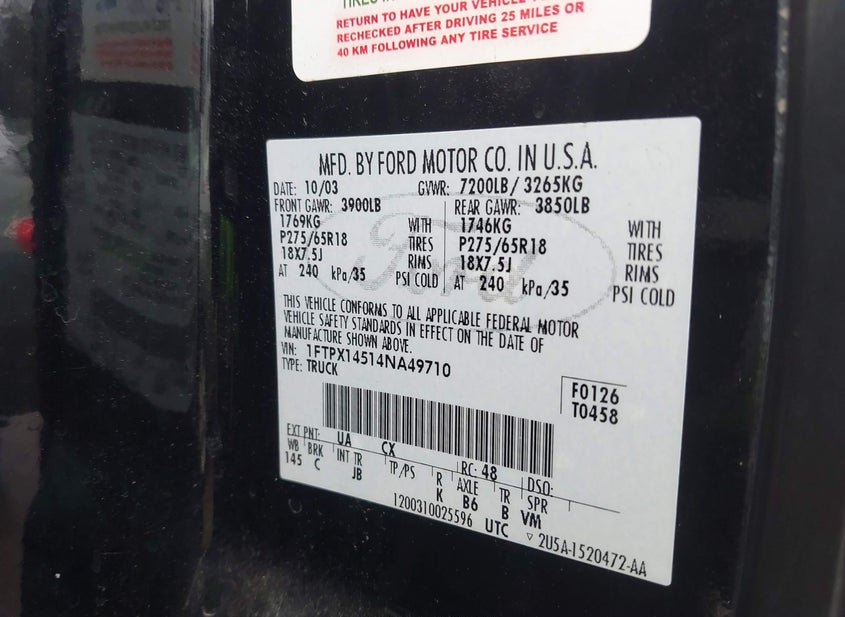 RETURN TO HAVE YOUR VEHICLE
RECHECKED AFTER DRIVING 25 MILES OR
40 KM FOLLOWING ANY TIRE SERVICE
MFD. BY FORD MOTOR CO. IN U.S.A.
DATE: 10/03 GVWR: 7200LB/ 3265KG
FRONT GAWR: 3900LB REAR GAWR: 3850LB
1769KG WITH 1746KG WITH
P275/65R18 TIRES P275/65R18 TIRES
18X7.5J RIMS 18X7.5J RIMS
AT 240 kPa/35 PSI COLD AT 240 kPa/35 PSI COLD
Ford
THIS VEHICLE CONFORMS TO ALL APPLICABLE FEDERAL MOTOR
VEHICLE SAFETY STANDARDS IN EFFECT ON THE DATE OF
MANUFACTURE SHOWN ABOVE.
VIN: 1FTPX14514NA49710
TYPE: TRUCK
F0126
T0458
EXT PNT: UA CX RC: 48 DSO:
WB BRK INT TR TP/PS R AXLE TR SPR
145 C JB K B6 B VM
1200310025596 UTC ▽ 2U5A-1520472-AA